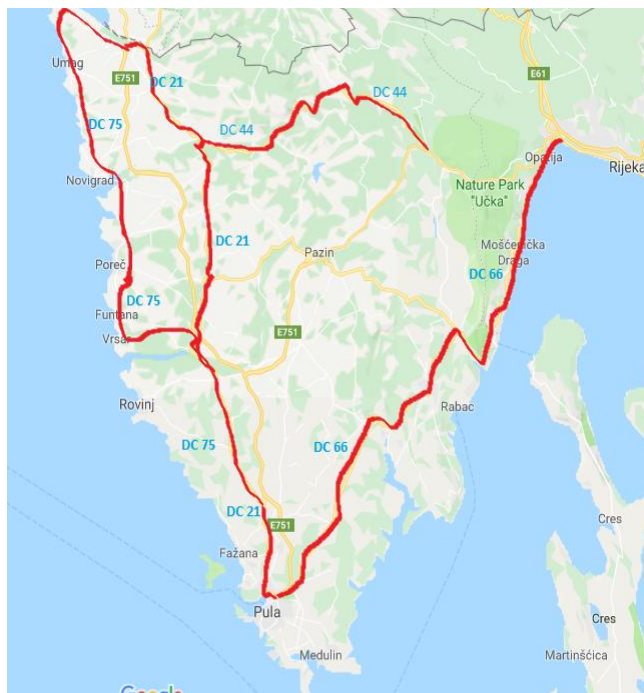 Umag
E751
DC 21
E61
DC 44
DC 44
DC 75
Opatija
Rijeka
Novigrad
Nature Park
"Učka"
DC 21
Pazin
Mošćenička
Draga
Poreč
DC 66
DC 75
Funtana
Vrsar
E751
Rovinj
Rabac
DC 75
DC 66
DC 21
E751
Cres
Fažana
Pula
Cres
Medulin
Martinšćica
Google